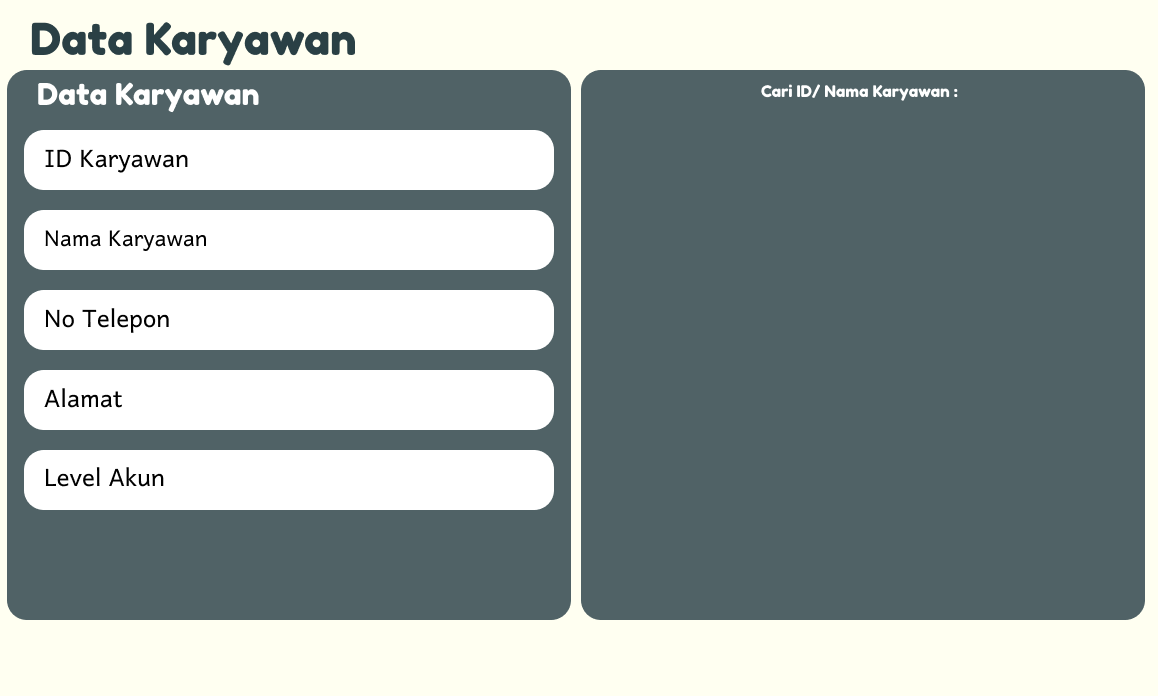 Data Karyawan
Data Karyawan
ID Karyawan
Nama Karyawan
No Telepon
Alamat
Level Akun
Cari ID/ Nama Karyawan :